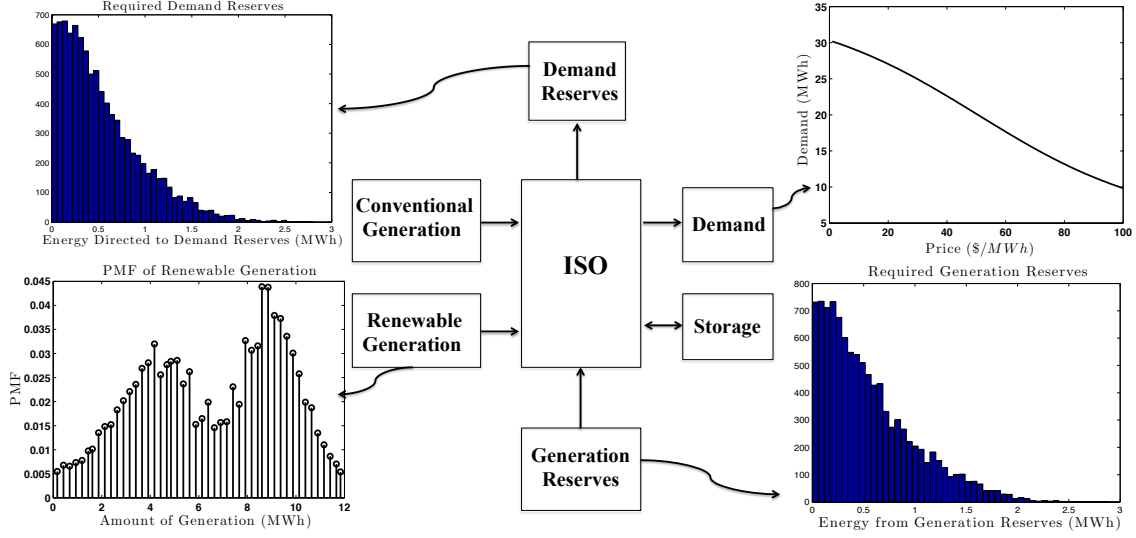 Required Demand Reserves
700
600
500
400
300
200
100
0
0 0.5 1 1.5 2 2.5 3
Energy Directed to Demand Reserves (MWh)
Demand
Reserves
35
30
25
20
15
10
5
Demand (MWh)
0 20 40 60 80 100
Price ($/MWh)
Conventional
Generation
ISO
Demand
PMF of Renewable Generation
0.045
0.04
0.035
0.03
0.025
0.02
0.015
0.01
0.005
0
PMF
0 2 4 6 8 10 12
Amount of Generation (MWh)
Renewable
Generation
Storage
Generation
Reserves
Required Generation Reserves
800
700
600
500
400
300
200
100
0
0 0.5 1 1.5 2 2.5 3
Energy from Generation Reserves (MWh)